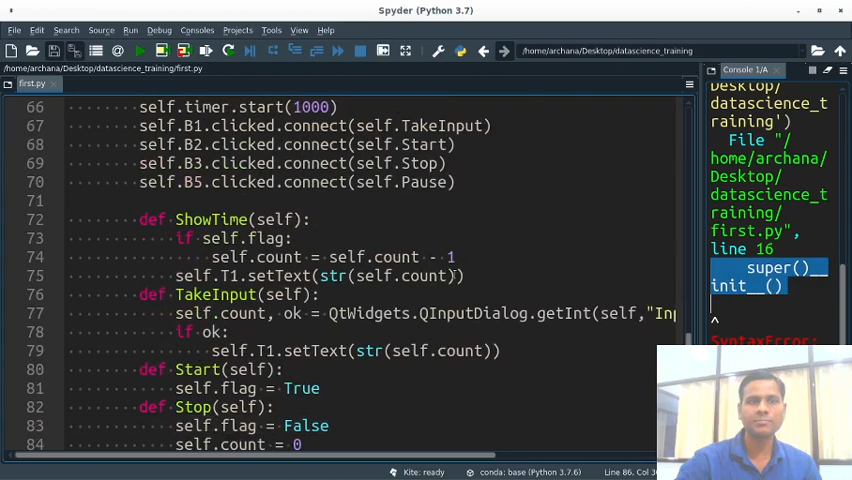 Spyder (Python 3.7)
File Edit Search Source Run Debug Consoles Projects Tools View Help
/home/archana/Desktop/datascience_training
/home/archana/Desktop/datascience_training/first.py
first.py
Console 1/A
66 self.timer.start(1000)
67 self.B1.clicked.connect(self.TakeInput)
68 self.B2.clicked.connect(self.Start)
69 self.B3.clicked.connect(self.Stop)
70 self.B5.clicked.connect(self.Pause)
71
72 def ShowTime(self):
73 if self.flag:
74 self.count = self.count - 1
75 self.T1.setText(str(self.count))
76 def TakeInput(self):
77 self.count, ok = QtWidgets.QInputDialog.getInt(self,"Inp
78 if ok:
79 self.T1.setText(str(self.count))
80 def Start(self):
81 self.flag = True
82 def Stop(self):
83 self.flag = False
84 self.count = 0
Desktop/
datascience_t
raining')
File "/
home/archana/
Desktop/
datascience_t
raining/
first.py",
line 16
super()__
init__()
^
SyntaxError:
Kite: ready
conda: base (Python 3.7.6)
Line 86, Col 3